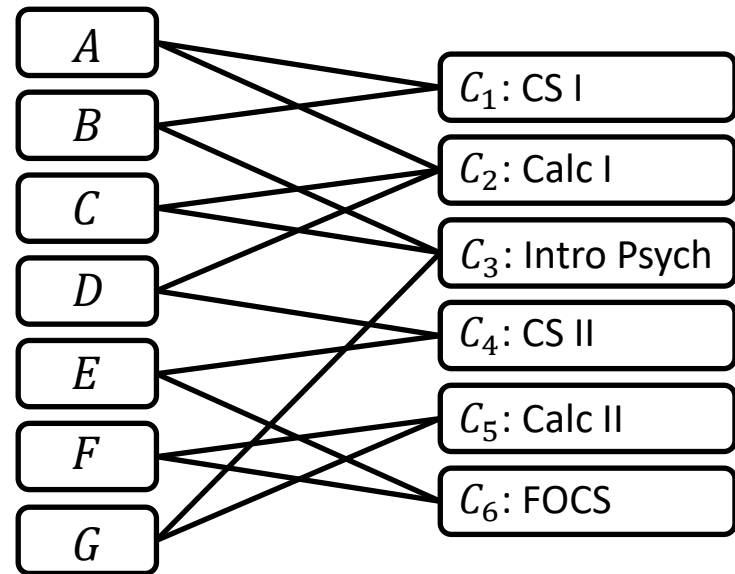 A
B
C
D
E
F
G
C₁: CS I
C₂: Calc I
C₃: Intro Psych
C₄: CS II
C₅: Calc II
C₆: FOCS